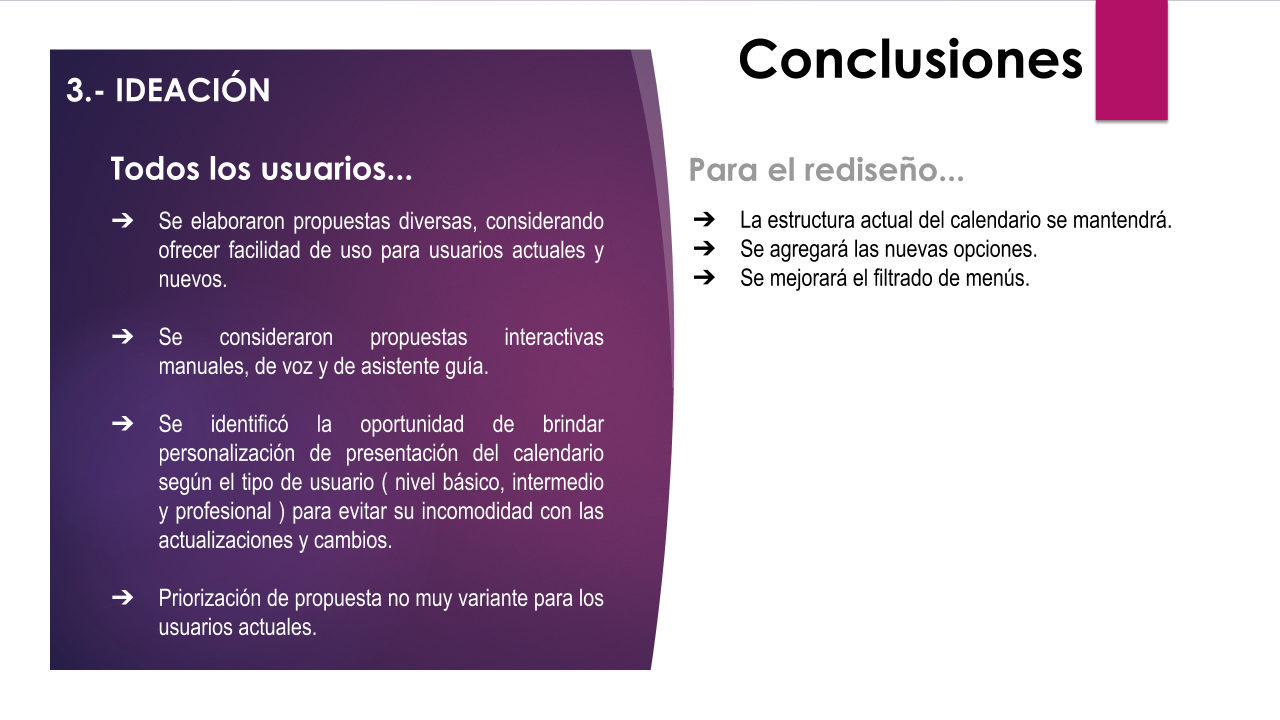 Conclusiones
3.- IDEACIÓN
Todos los usuarios...
➔ Se elaboraron propuestas diversas, considerando
ofrecer facilidad de uso para usuarios actuales y
nuevos.
➔ Se consideraron propuestas interactivas
manuales, de voz y de asistente guía.
➔ Se identificó la oportunidad de brindar
personalización de presentación del calendario
según el tipo de usuario ( nivel básico, intermedio
y profesional ) para evitar su incomodidad con las
actualizaciones y cambios.
➔ Priorización de propuesta no muy variante para los
usuarios actuales.
Para el rediseño...
➔ La estructura actual del calendario se mantendrá.
➔ Se agregará las nuevas opciones.
➔ Se mejorará el filtrado de menús.